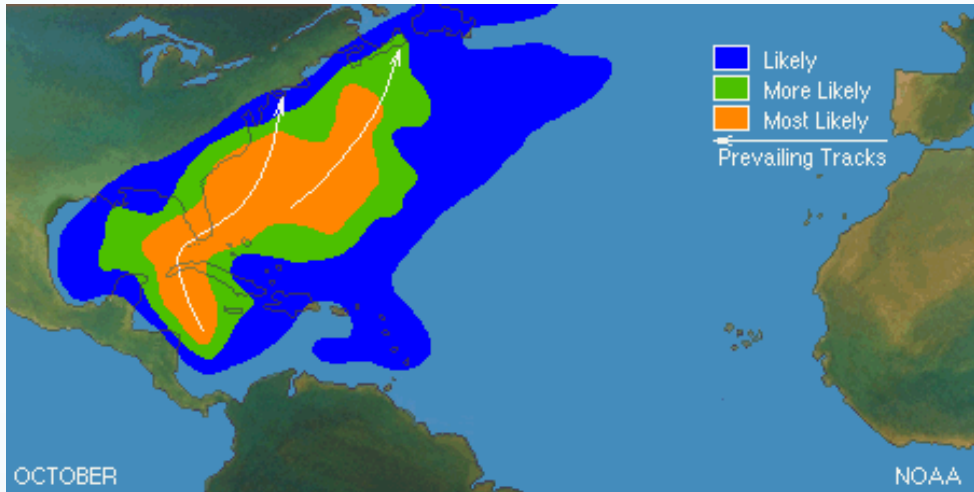 Likely
More Likely
Most Likely
Prevailing Tracks
OCTOBER
NOAA